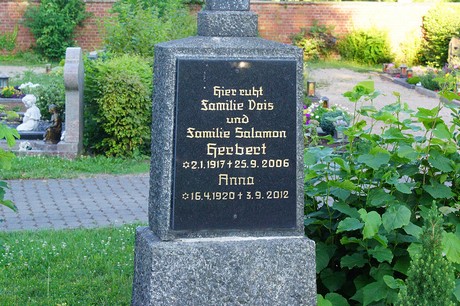 Hier ruht
Familie Dois
und
Familie Salamon
Herbert
*2.1.1917 ✝ 25.9.2006
Anna
*16.4.1920 ✝ 3.9.2012